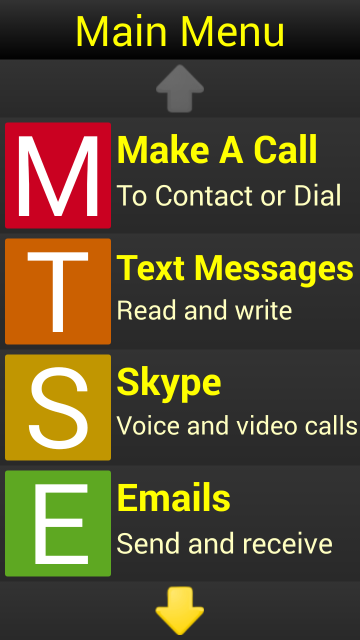 Main Menu
M
Make A Call
To Contact or Dial
T
Text Messages
Read and write
S
Skype
Voice and video calls
E
Emails
Send and receive